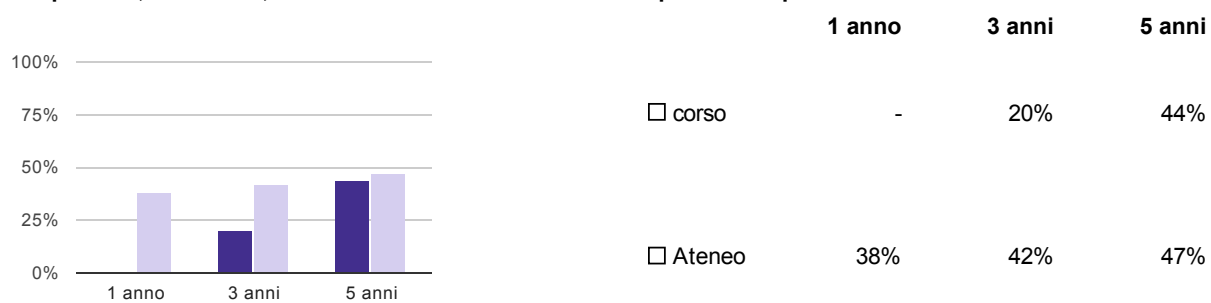 1 anno 3 anni 5 anni
100%
75%
50%
25%
0%
1 anno 3 anni 5 anni
corso - 20% 44%
Ateneo 38% 42% 47%